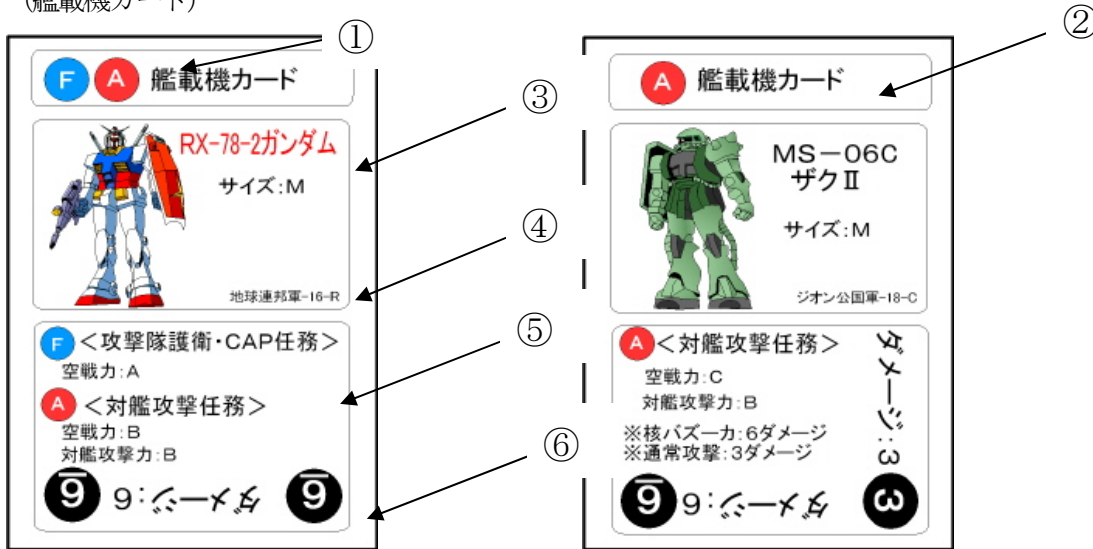 (艦載機カード)
①
②
③
④
⑤
⑥
F A 艦載機カード
RX-78-2ガンダム
サイズ:M
地球連邦軍-16-R
F <攻撃隊護衛・CAP任務>
空戦力:A
A <対艦攻撃任務>
空戦力:B
対艦攻撃力:B
6 ダメージ:6 6
A 艦載機カード
MS-06C
ザクⅡ
サイズ:M
ジオン公国軍-18-C
A <対艦攻撃任務>
空戦力:C
対艦攻撃力:B
※核バズーカ:6ダメージ
※通常攻撃:3ダメージ
ダメージ:3
3
ダメージ:6 6